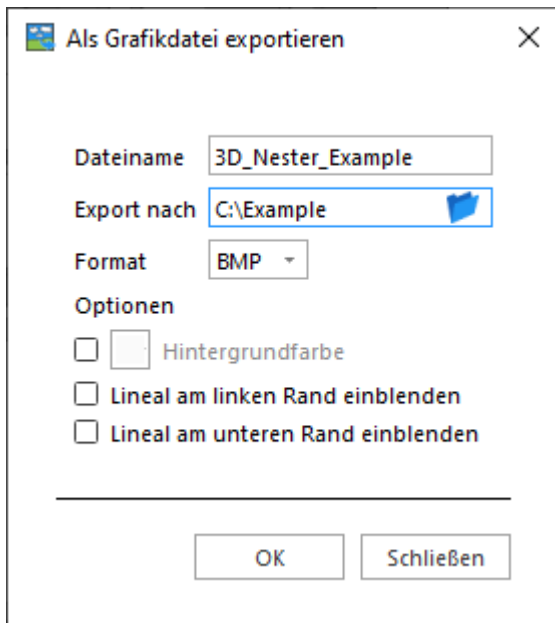 Als Grafikdatei exportieren
Dateiname 3D_Nester_Example
Export nach C:\Example
Format BMP
Optionen
Hintergrundfarbe
Lineal am linken Rand einblenden
Lineal am unteren Rand einblenden
OK Schließen